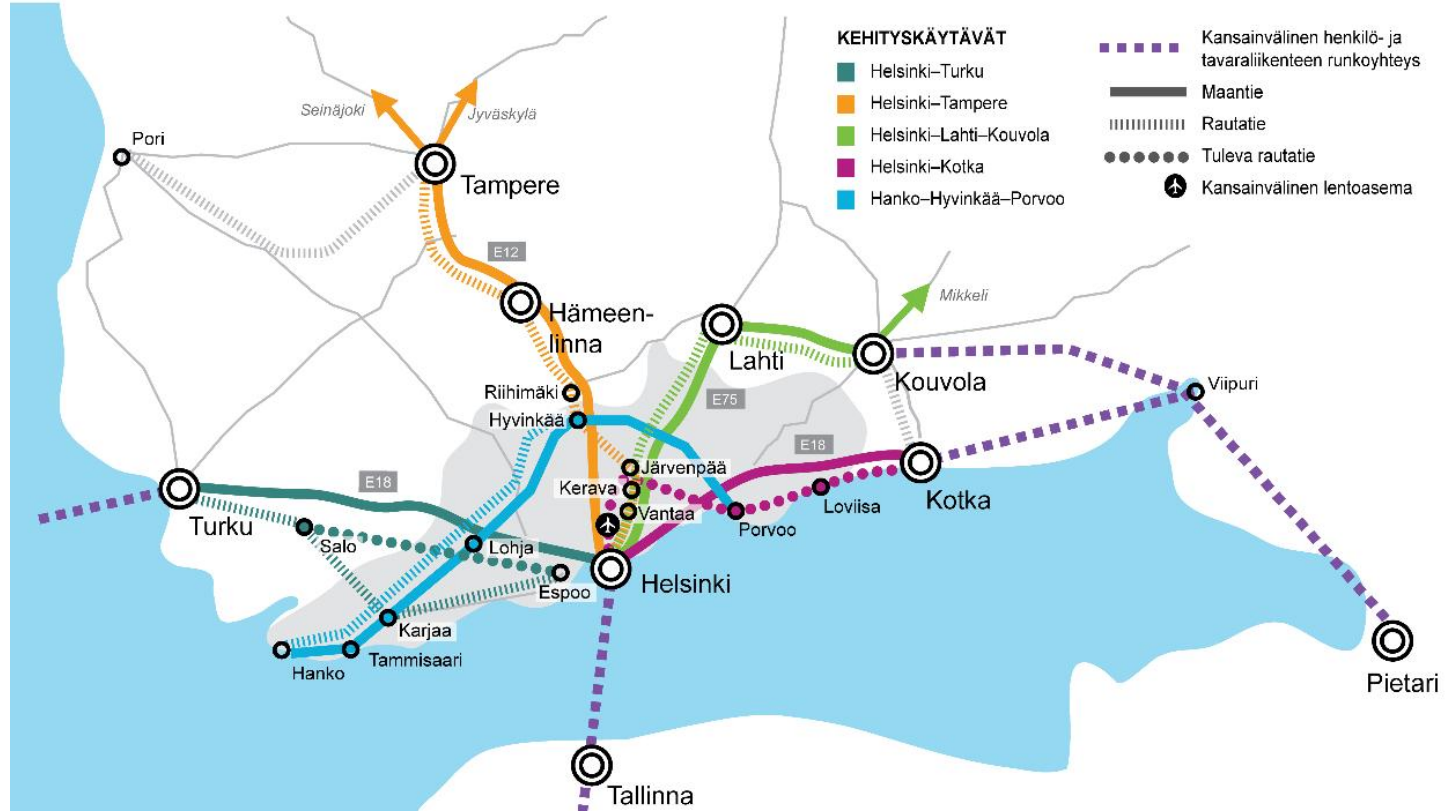 KEHITYSKÄYTÄVÄT
Helsinki–Turku
Helsinki–Tampere
Helsinki–Lahti–Kouvola
Helsinki–Kotka
Hanko–Hyvinkää–Porvoo
Kansainvälinen henkilö- ja
tavaraliikenteen runkoyhteys
Maantie
Rautatie
Tuleva rautatie
Kansainvälinen lentoasema
Seinäjoki
Jyväskylä
Pori
Tampere
E12
Hämeen-
linna
Lahti
Mikkeli
Kouvola
Viipuri
Riihimäki
Hyvinkää
E75
E18
Järvenpää
Kerava
Vantaa
Kotka
Loviisa
Porvoo
E18
Turku
Salo
Lohja
Espoo
Helsinki
Karjaa
Hanko
Tammisaari
Pietari
Tallinna